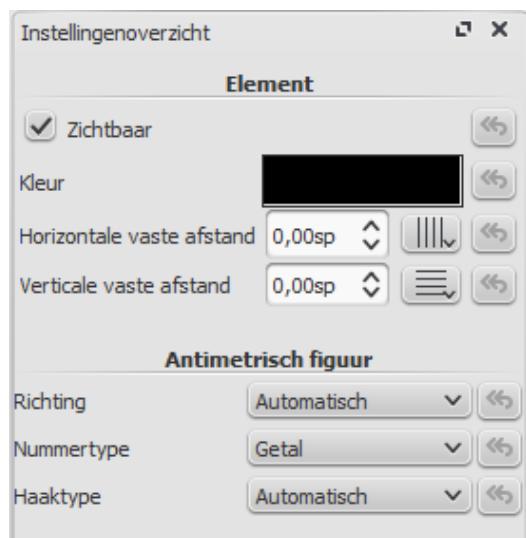 Instellingenoverzicht
Element
Zichtbaar
Kleur
Horizontale vaste afstand 0,00sp
Verticale vaste afstand 0,00sp
Antimetrisch figuur
Richting Automatisch
Nummertype Getal
Haaktype Automatisch